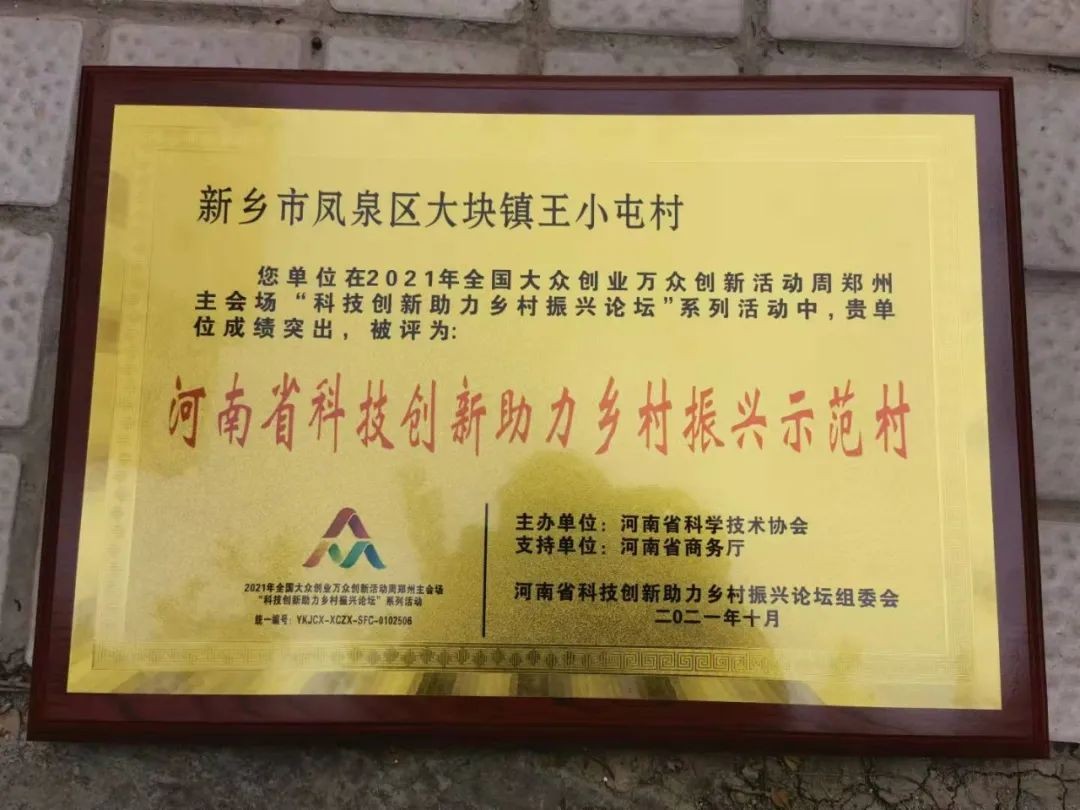 新乡市凤泉区大块镇王小屯村
您单位在2021年全国大众创业万众创新活动周郑州
主会场“科技创新助力乡村振兴论坛”系列活动中,贵单
位成绩突出，被评为:
河南省科技创新助力乡村振兴示范村
2021年全国大众创业万众创新活动周郑州主会场
“科技创新助力乡村振兴论坛”系列活动
统一编号：YKJCX-XCZX-SFC-0102506
主办单位：河南省科学技术协会
支持单位：河南省商务厅
河南省科技创新助力乡村振兴论坛组委会
二〇二一年十月